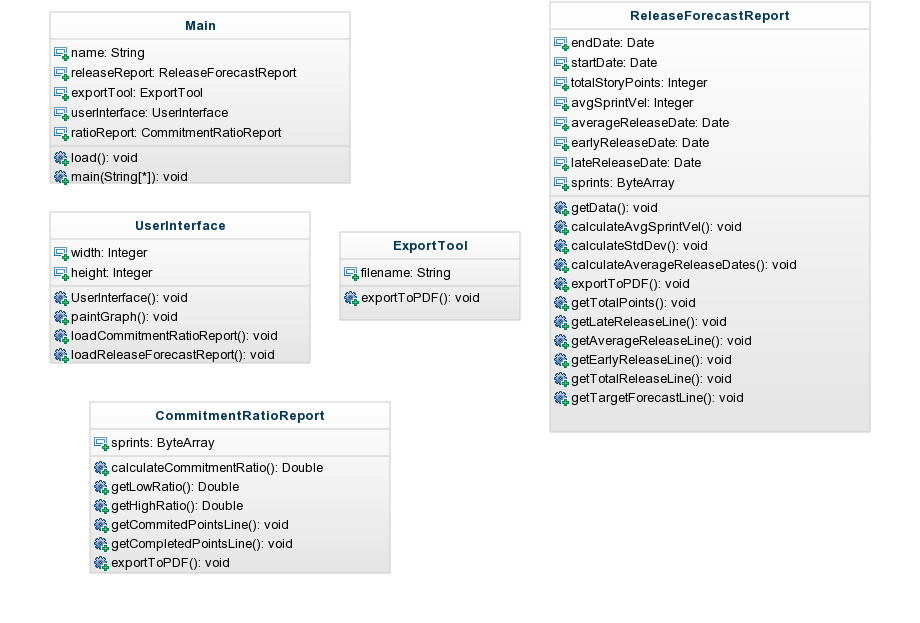 Main
name: String
releaseReport: ReleaseForecastReport
exportTool: ExportTool
userInterface: UserInterface
ratioReport: CommitmentRatioReport
load(): void
main(String[*]): void
ReleaseForecastReport
endDate: Date
startDate: Date
totalStoryPoints: Integer
avgSprintVel: Integer
averageReleaseDate: Date
earlyReleaseDate: Date
lateReleaseDate: Date
sprints: ByteArray
getData(): void
calculateAvgSprintVel(): void
calculateStdDev(): void
calculateAverageReleaseDates(): void
exportToPDF(): void
getTotalPoints(): void
getLateReleaseLine(): void
getAverageReleaseLine(): void
getEarlyReleaseLine(): void
getTotalReleaseLine(): void
getTargetForecastLine(): void
UserInterface
width: Integer
height: Integer
UserInterface(): void
paintGraph(): void
loadCommitmentRatioReport(): void
loadReleaseForecastReport(): void
ExportTool
filename: String
exportToPDF(): void
CommitmentRatioReport
sprints: ByteArray
calculateCommitmentRatio(): Double
getLowRatio(): Double
getHighRatio(): Double
getCommitedPointsLine(): void
getCompletedPointsLine(): void
exportToPDF(): void